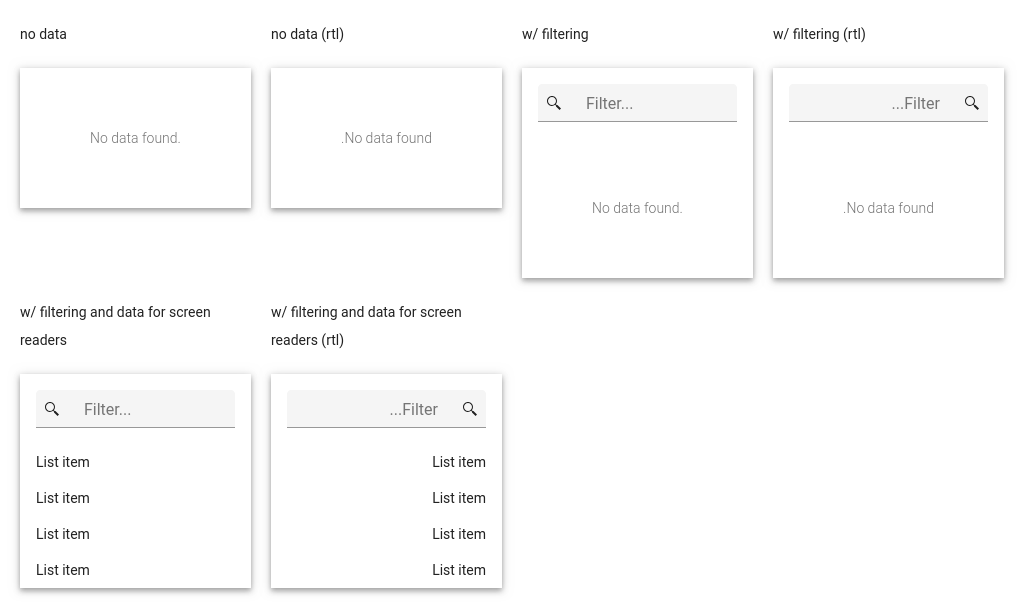 no data
no data (rtl)
w/ filtering
w/ filtering (rtl)
No data found.
.No data found
Filter...
No data found.
...Filter
.No data found
w/ filtering and data for screen
readers
w/ filtering and data for screen
readers (rtl)
Filter...
List item
List item
List item
List item
...Filter
List item
List item
List item
List item